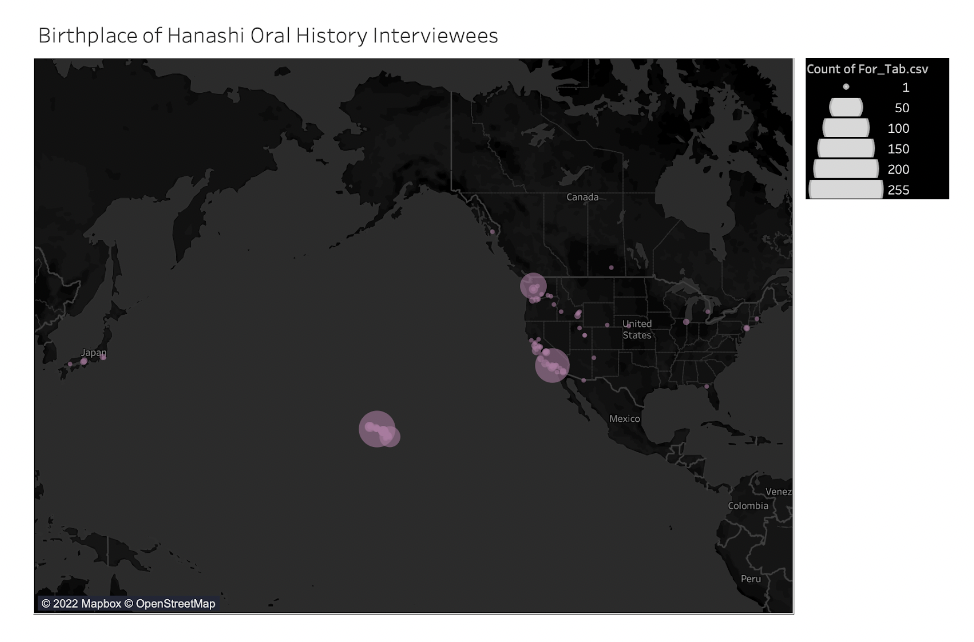 Birthplace of Hanashi Oral History Interviewees
Count of For_Tab.csv
1
50
100
150
200
255
Canada
United
States
Japan
Mexico
Venez
Colombia
Peru
© 2022 Mapbox © OpenStreetMap